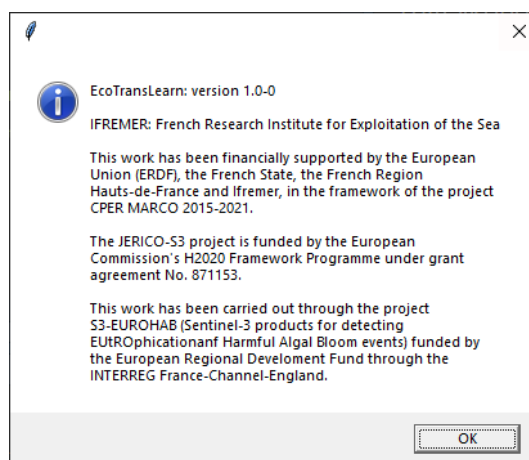 EcoTransLearn: version 1.0-0
IFREMER: French Research Institute for Exploitation of the Sea
This work has been financially supported by the European
Union (ERDF), the French State, the French Region
Hauts-de-France and Ifremer, in the framework of the project
CPER MARCO 2015-2021.
The JERICO-S3 project is funded by the European
Commission's H2020 Framework Programme under grant
agreement No. 871153.
This work has been carried out through the project
S3-EUROHAB (Sentinel-3 products for detecting
EUtROphicationanf Harmful Algal Bloom events) funded by
the European Regional Develoment Fund through the
INTERREG France-Channel-England.
OK